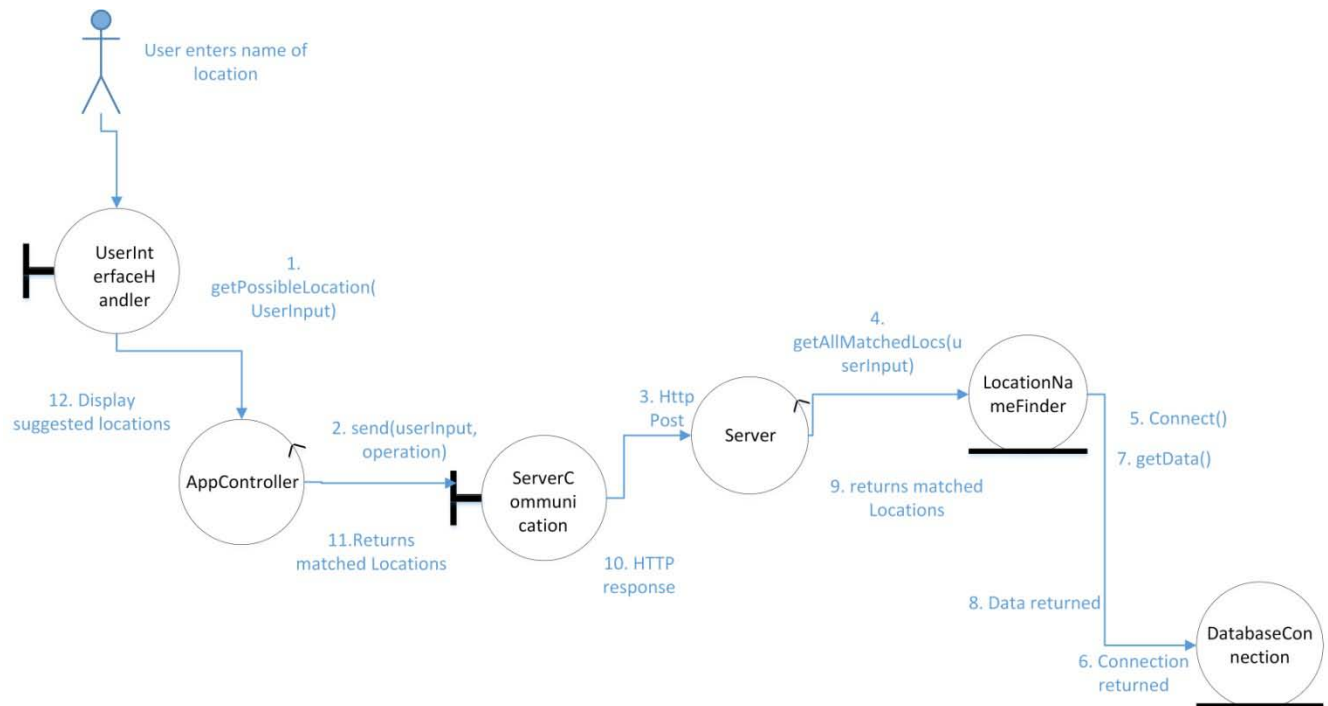 User enters name of
location
UserInt
erfaceH
andler
1.
getPossibleLocation(
UserInput)
12. Display
suggested locations
AppController
2. send(userInput,
operation)
11.Returns
matched Locations
ServerC
ommuni
cation
3. Http
Post
10. HTTP
response
Server
4.
getAllMatchedLocs(u
serInput)
9. returns matched
Locations
LocationNa
meFinder
5. Connect()
7. getData()
8. Data returned
6. Connection
returned
DatabaseCon
nection